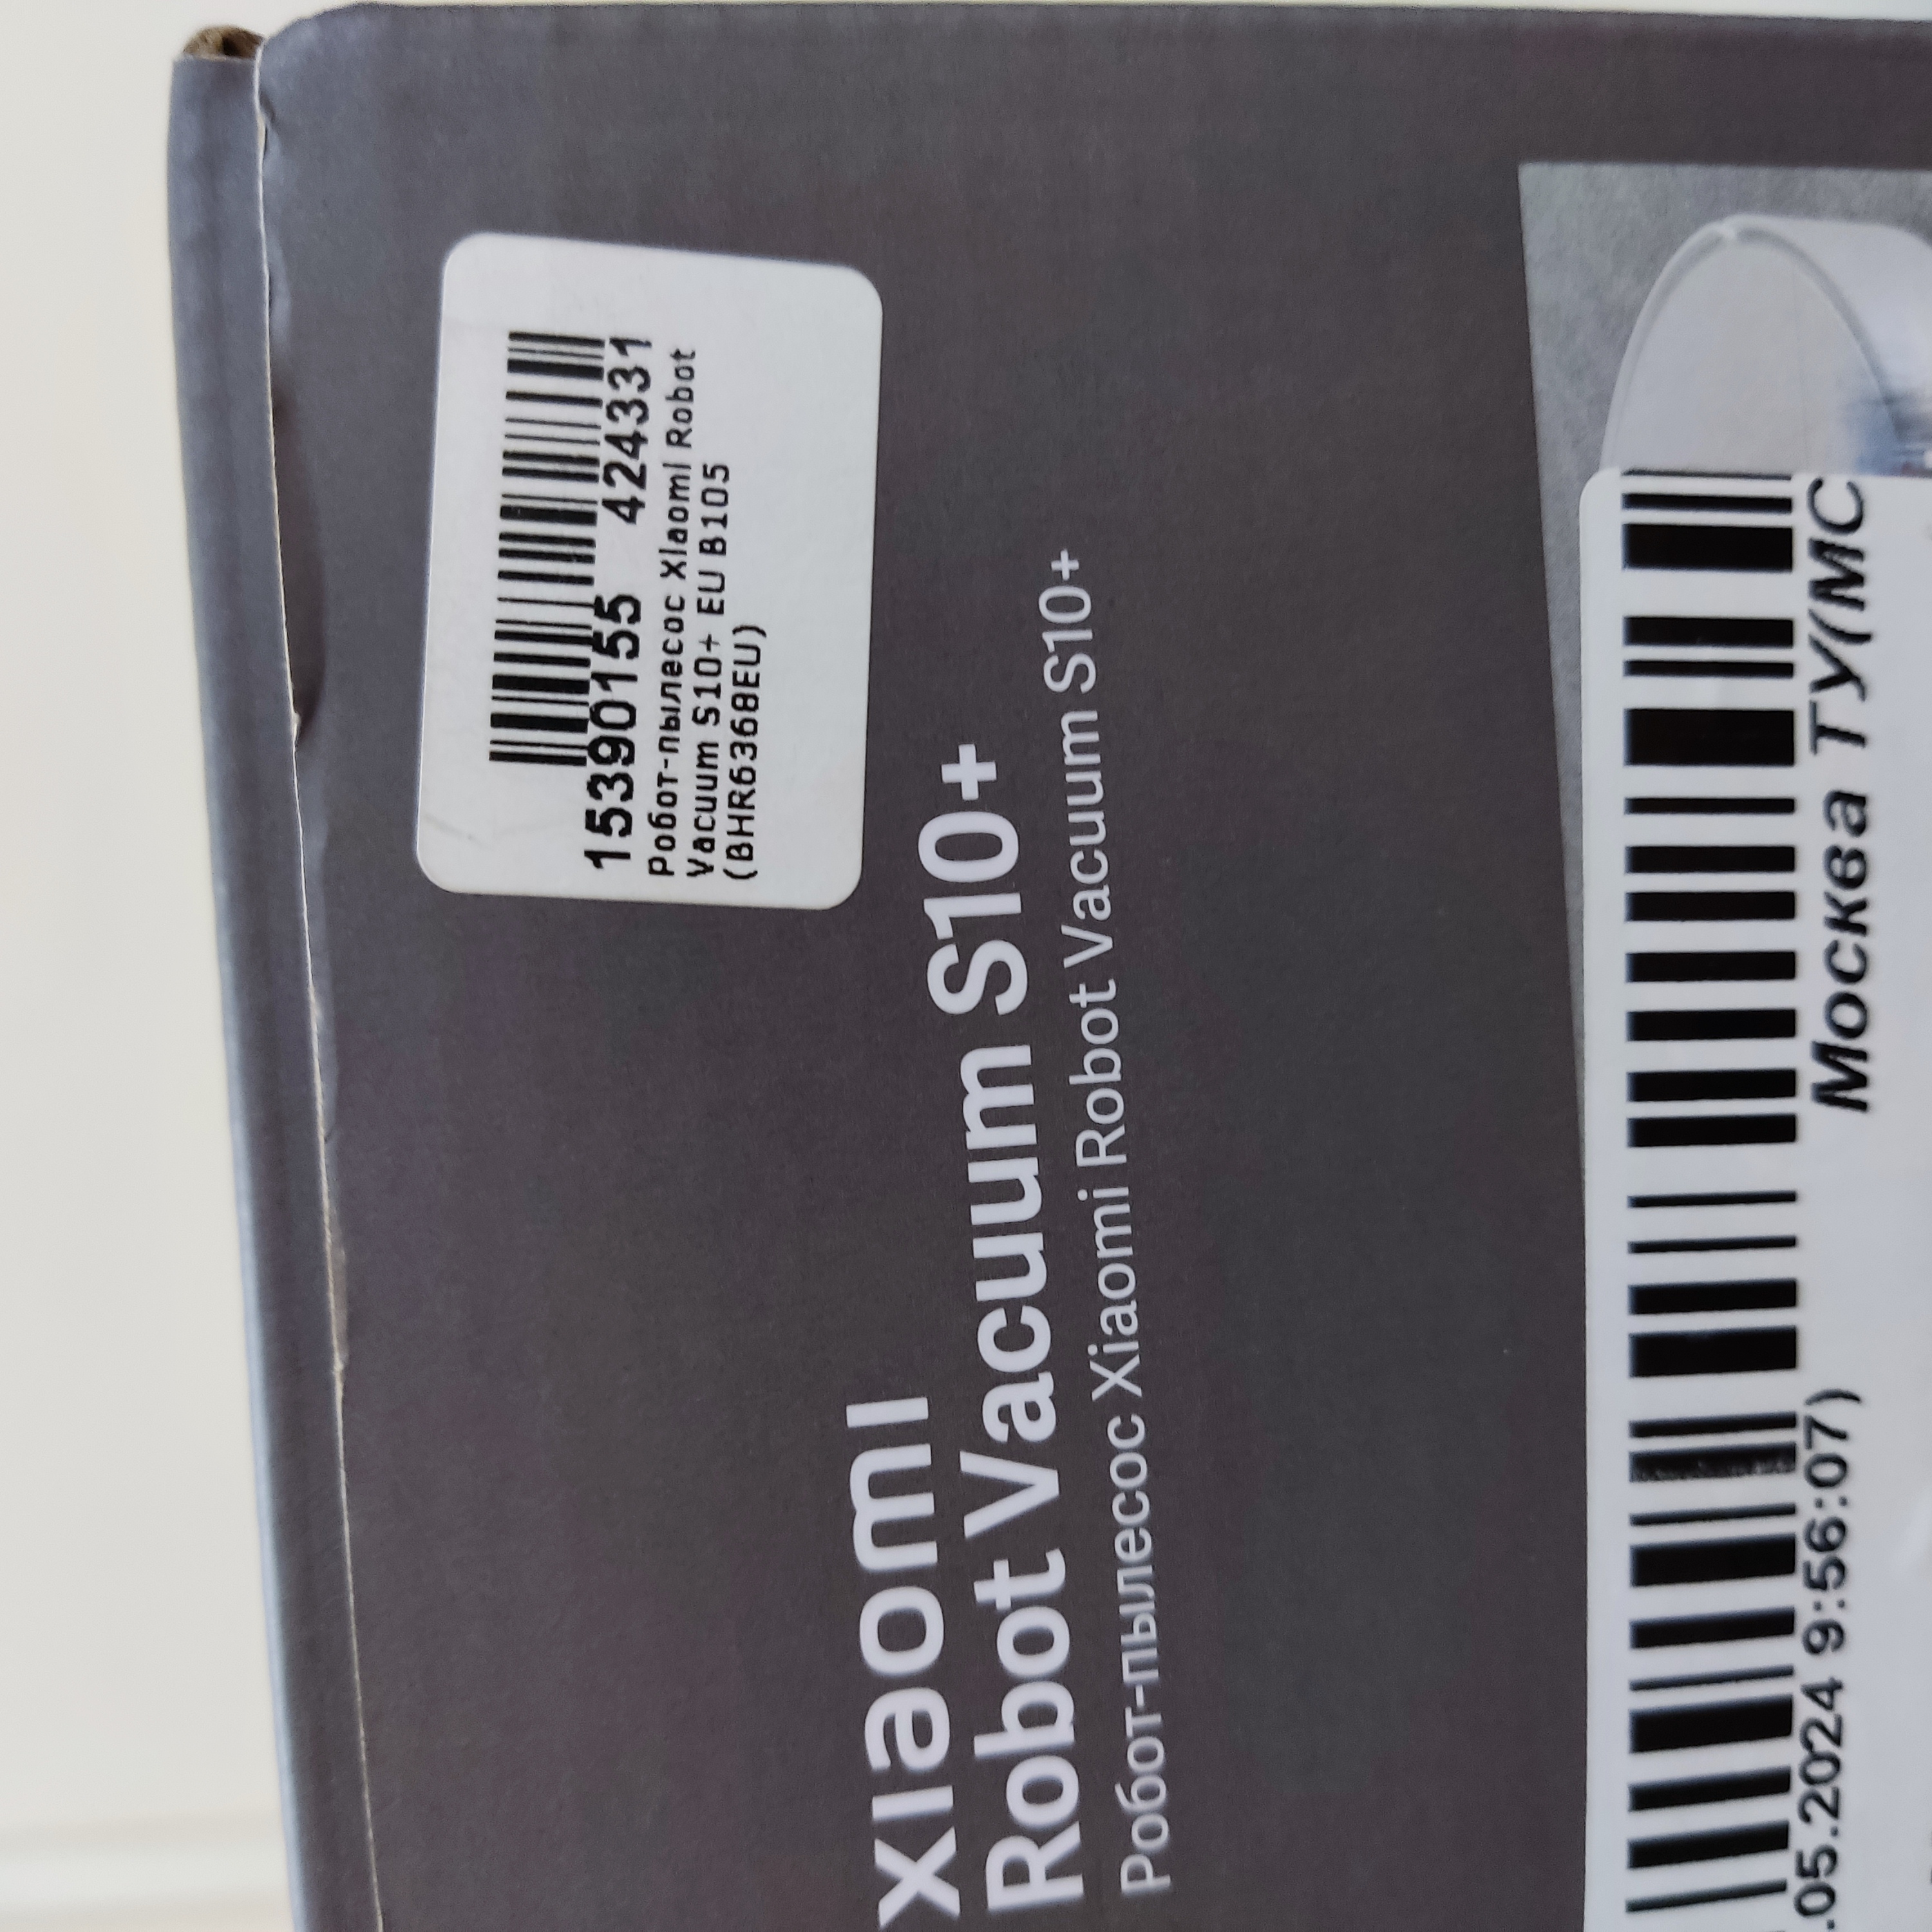 15390155 424331
Робот-пылесос XIaomI Robot
Vacuum S10+ EU B105
(BHR6368EU)
xiaomi
Robot Vacuum S10+
Робот-пылесос Xiaomi Robot Vacuum S10+
.05.2024 9:56:07)
Москва ТУ(МС